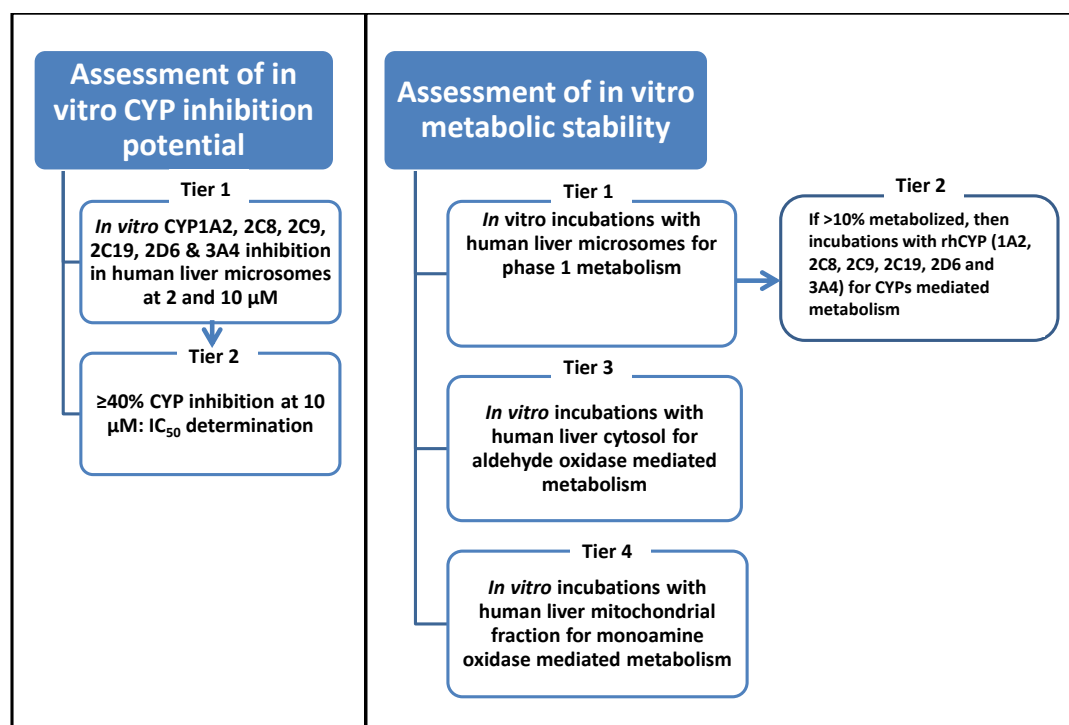 Assessment of in
vitro CYP inhibition
potential
Tier 1
In vitro CYP1A2, 2C8, 2C9,
2C19, 2D6 & 3A4 inhibition
in human liver microsomes
at 2 and 10 µM
Tier 2
≥40% CYP inhibition at 10
µM: IC50 determination
Assessment of in vitro
metabolic stability
Tier 1
In vitro incubations with
human liver microsomes for
phase 1 metabolism
Tier 2
If >10% metabolized, then
incubations with rhCYP (1A2,
2C8, 2C9, 2C19, 2D6 and
3A4) for CYPs mediated
metabolism
Tier 3
In vitro incubations with
human liver cytosol for
aldehyde oxidase mediated
metabolism
Tier 4
In vitro incubations with
human liver mitochondrial
fraction for monoamine
oxidase mediated metabolism